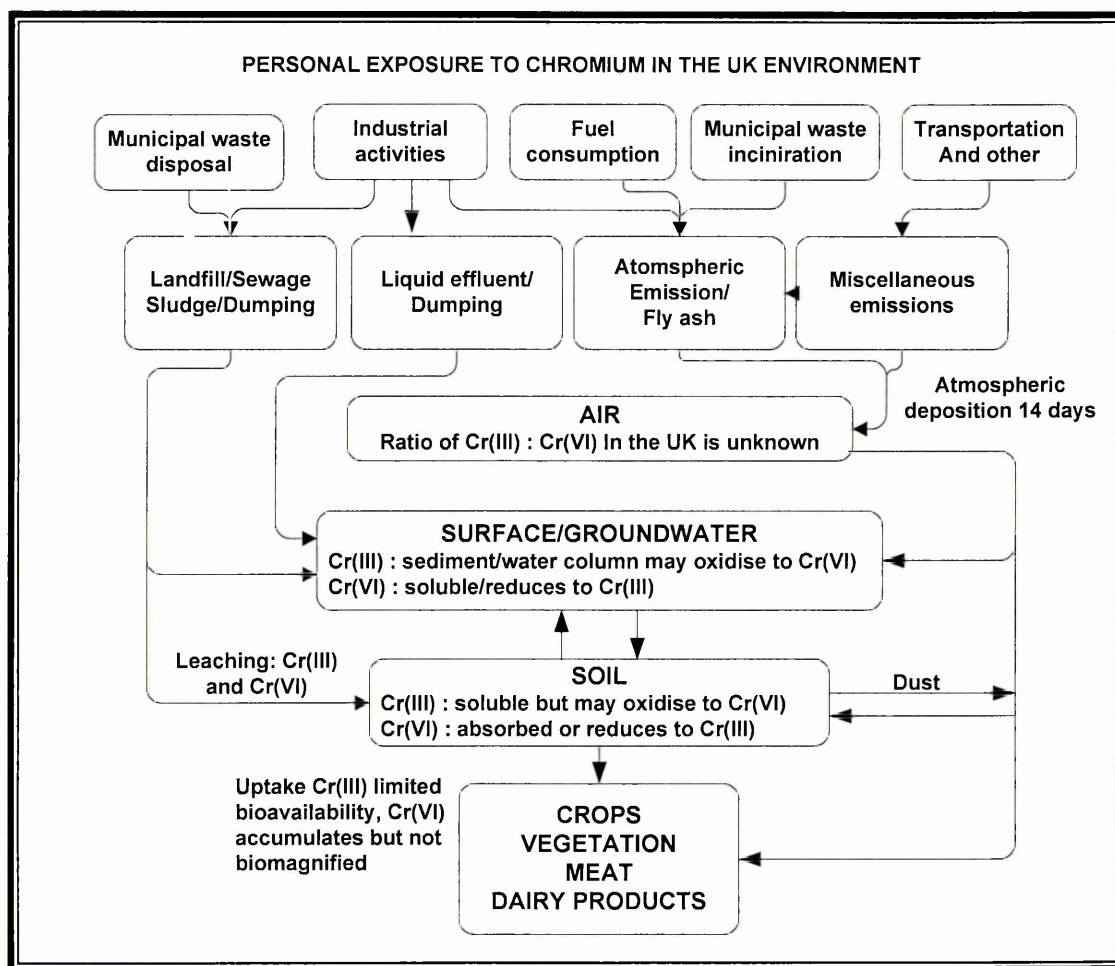 PERSONAL EXPOSURE TO CHROMIUM IN THE UK ENVIRONMENT
Municipal waste
disposal
Industrial
activities
Fuel
consumption
Municipal waste
inciniration
Transportation
And other
Landfill/Sewage
Sludge/Dumping
Liquid effluent/
Dumping
Atomspheric
Emission/
Fly ash
Miscellaneous
emissions
Atmospheric
deposition 14 days
AIR
Ratio of Cr(III) : Cr(VI) In the UK is unknown
SURFACE/GROUNDWATER
Cr(III) : sediment/water column may oxidise to Cr(VI)
Cr(VI) : soluble/reduces to Cr(III)
Leaching: Cr(III)
and Cr(VI)
SOIL
Cr(III) : soluble but may oxidise to Cr(VI)
Cr(VI) : absorbed or reduces to Cr(III)
Dust
Uptake Cr(III) limited
bioavailability, Cr(VI)
accumulates but not
biomagnified
CROPS
VEGETATION
MEAT
DAIRY PRODUCTS